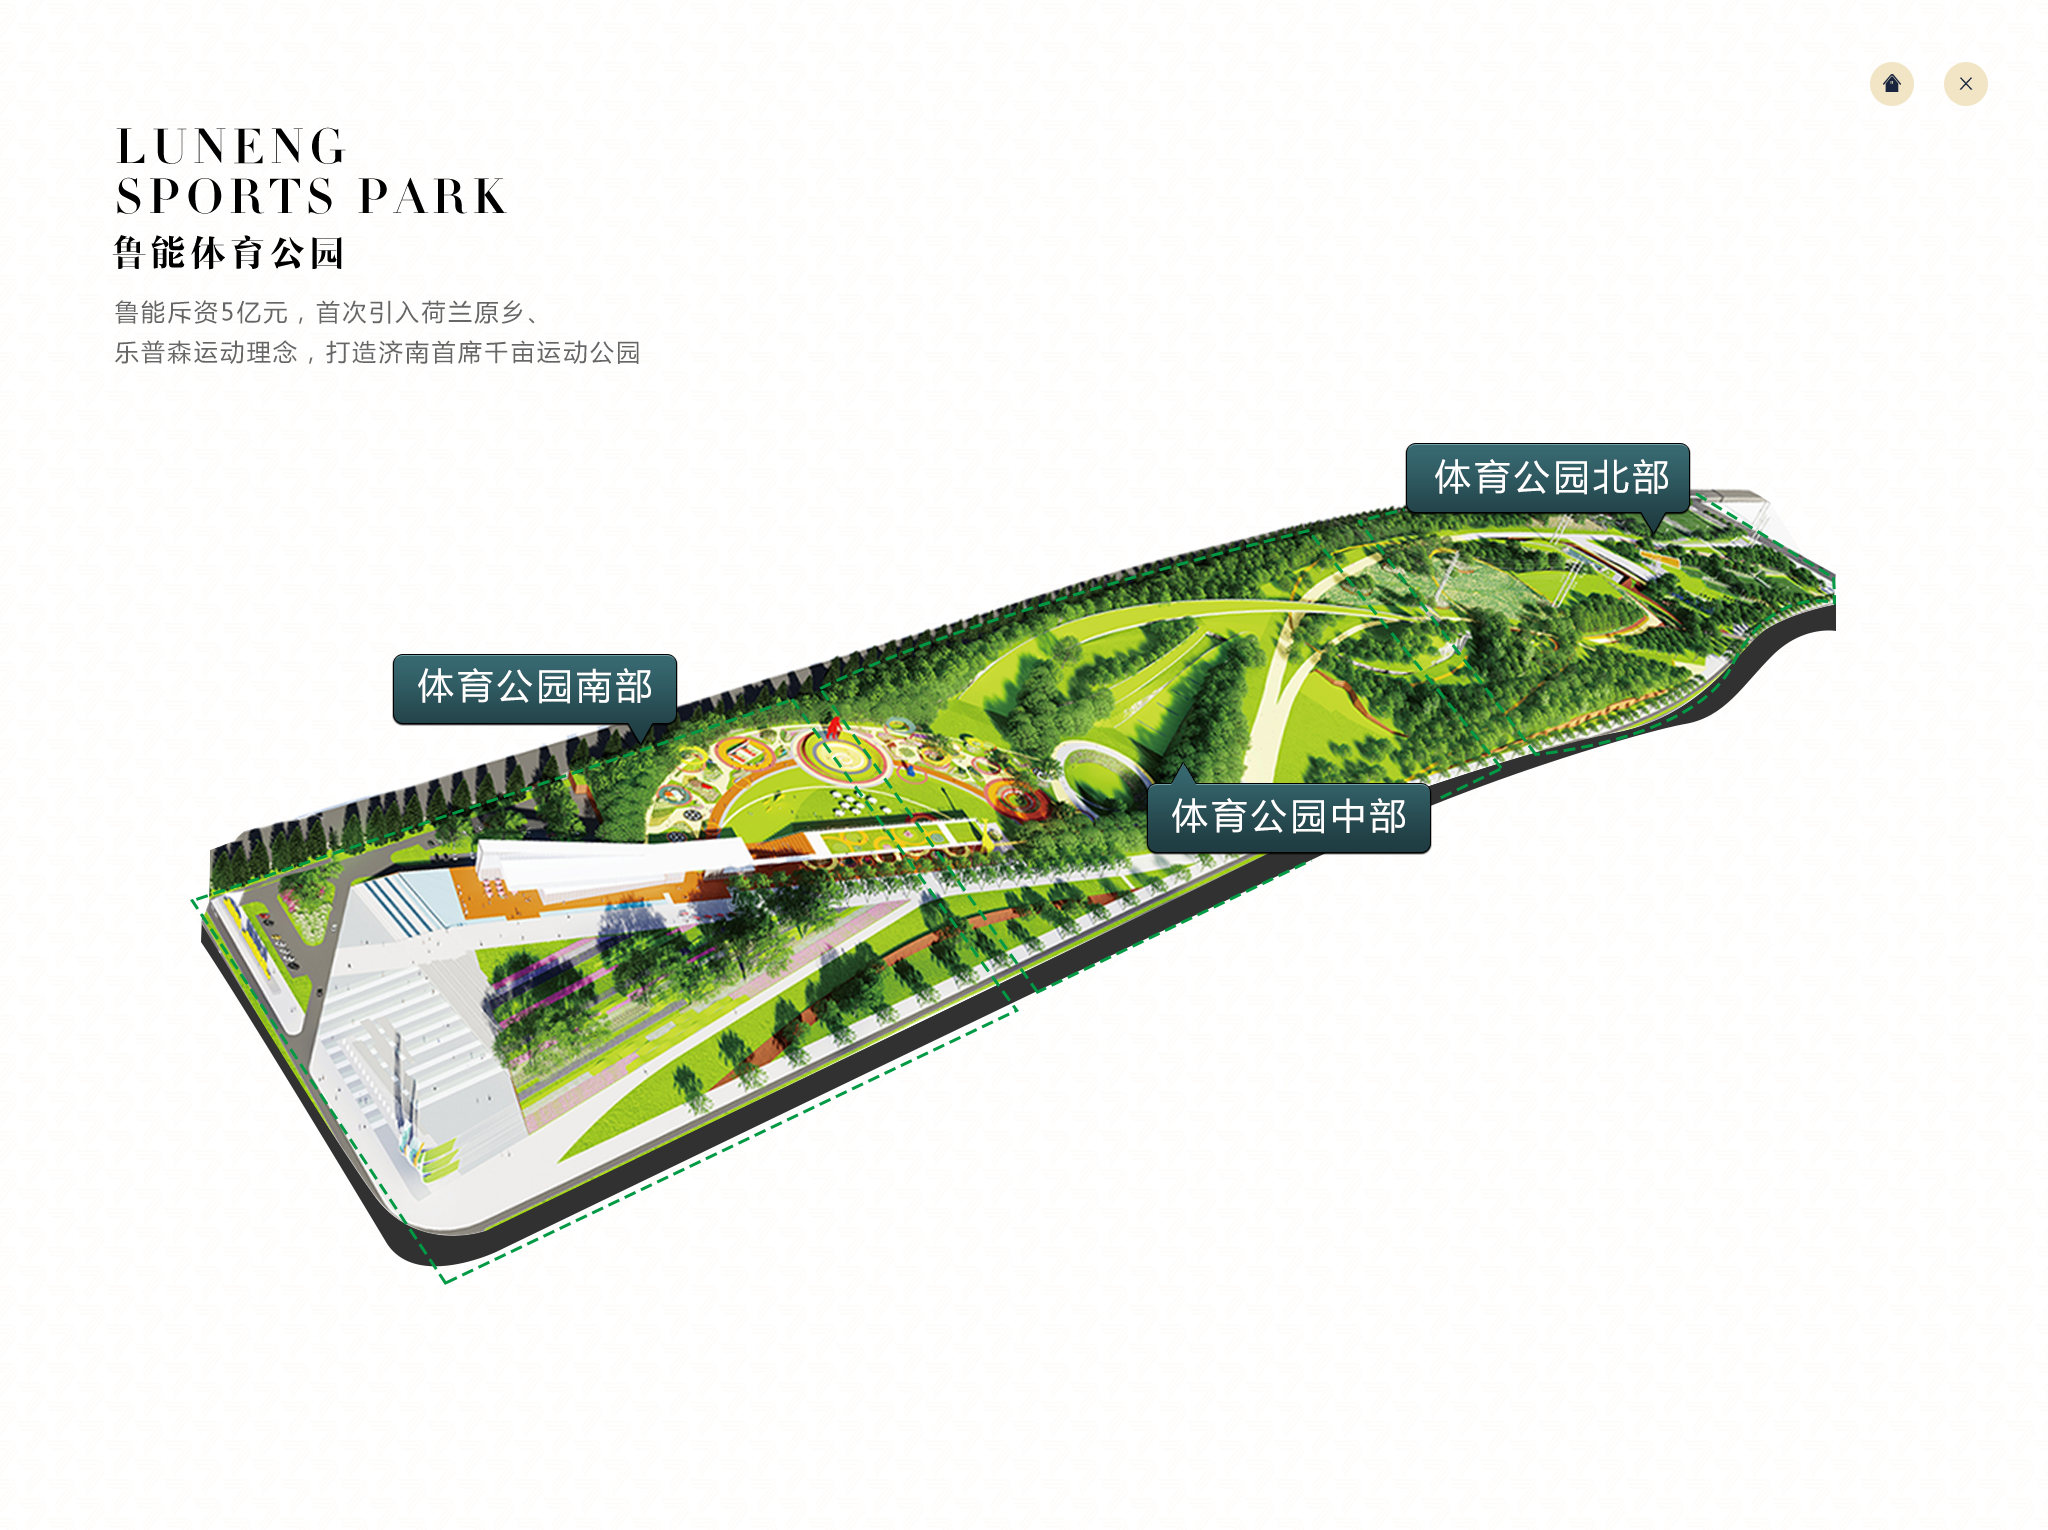 LUNENG
SPORTS PARK
鲁能体育公园
鲁能斥资5亿元，首次引入荷兰原乡、
乐普森运动理念，打造济南首席千亩运动公园
体育公园北部
体育公园南部
体育公园中部